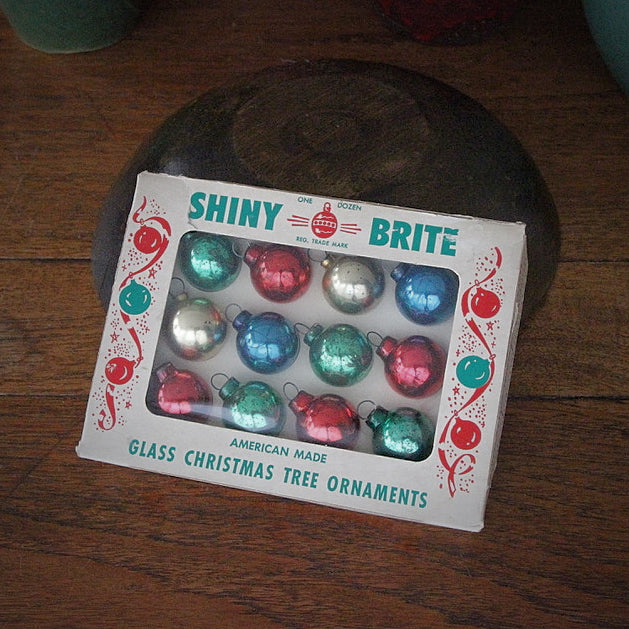 ONE DOZEN
SHINY BRITE
REG. TRADE MARK
AMERICAN MADE
GLASS CHRISTMAS TREE ORNAMENTS